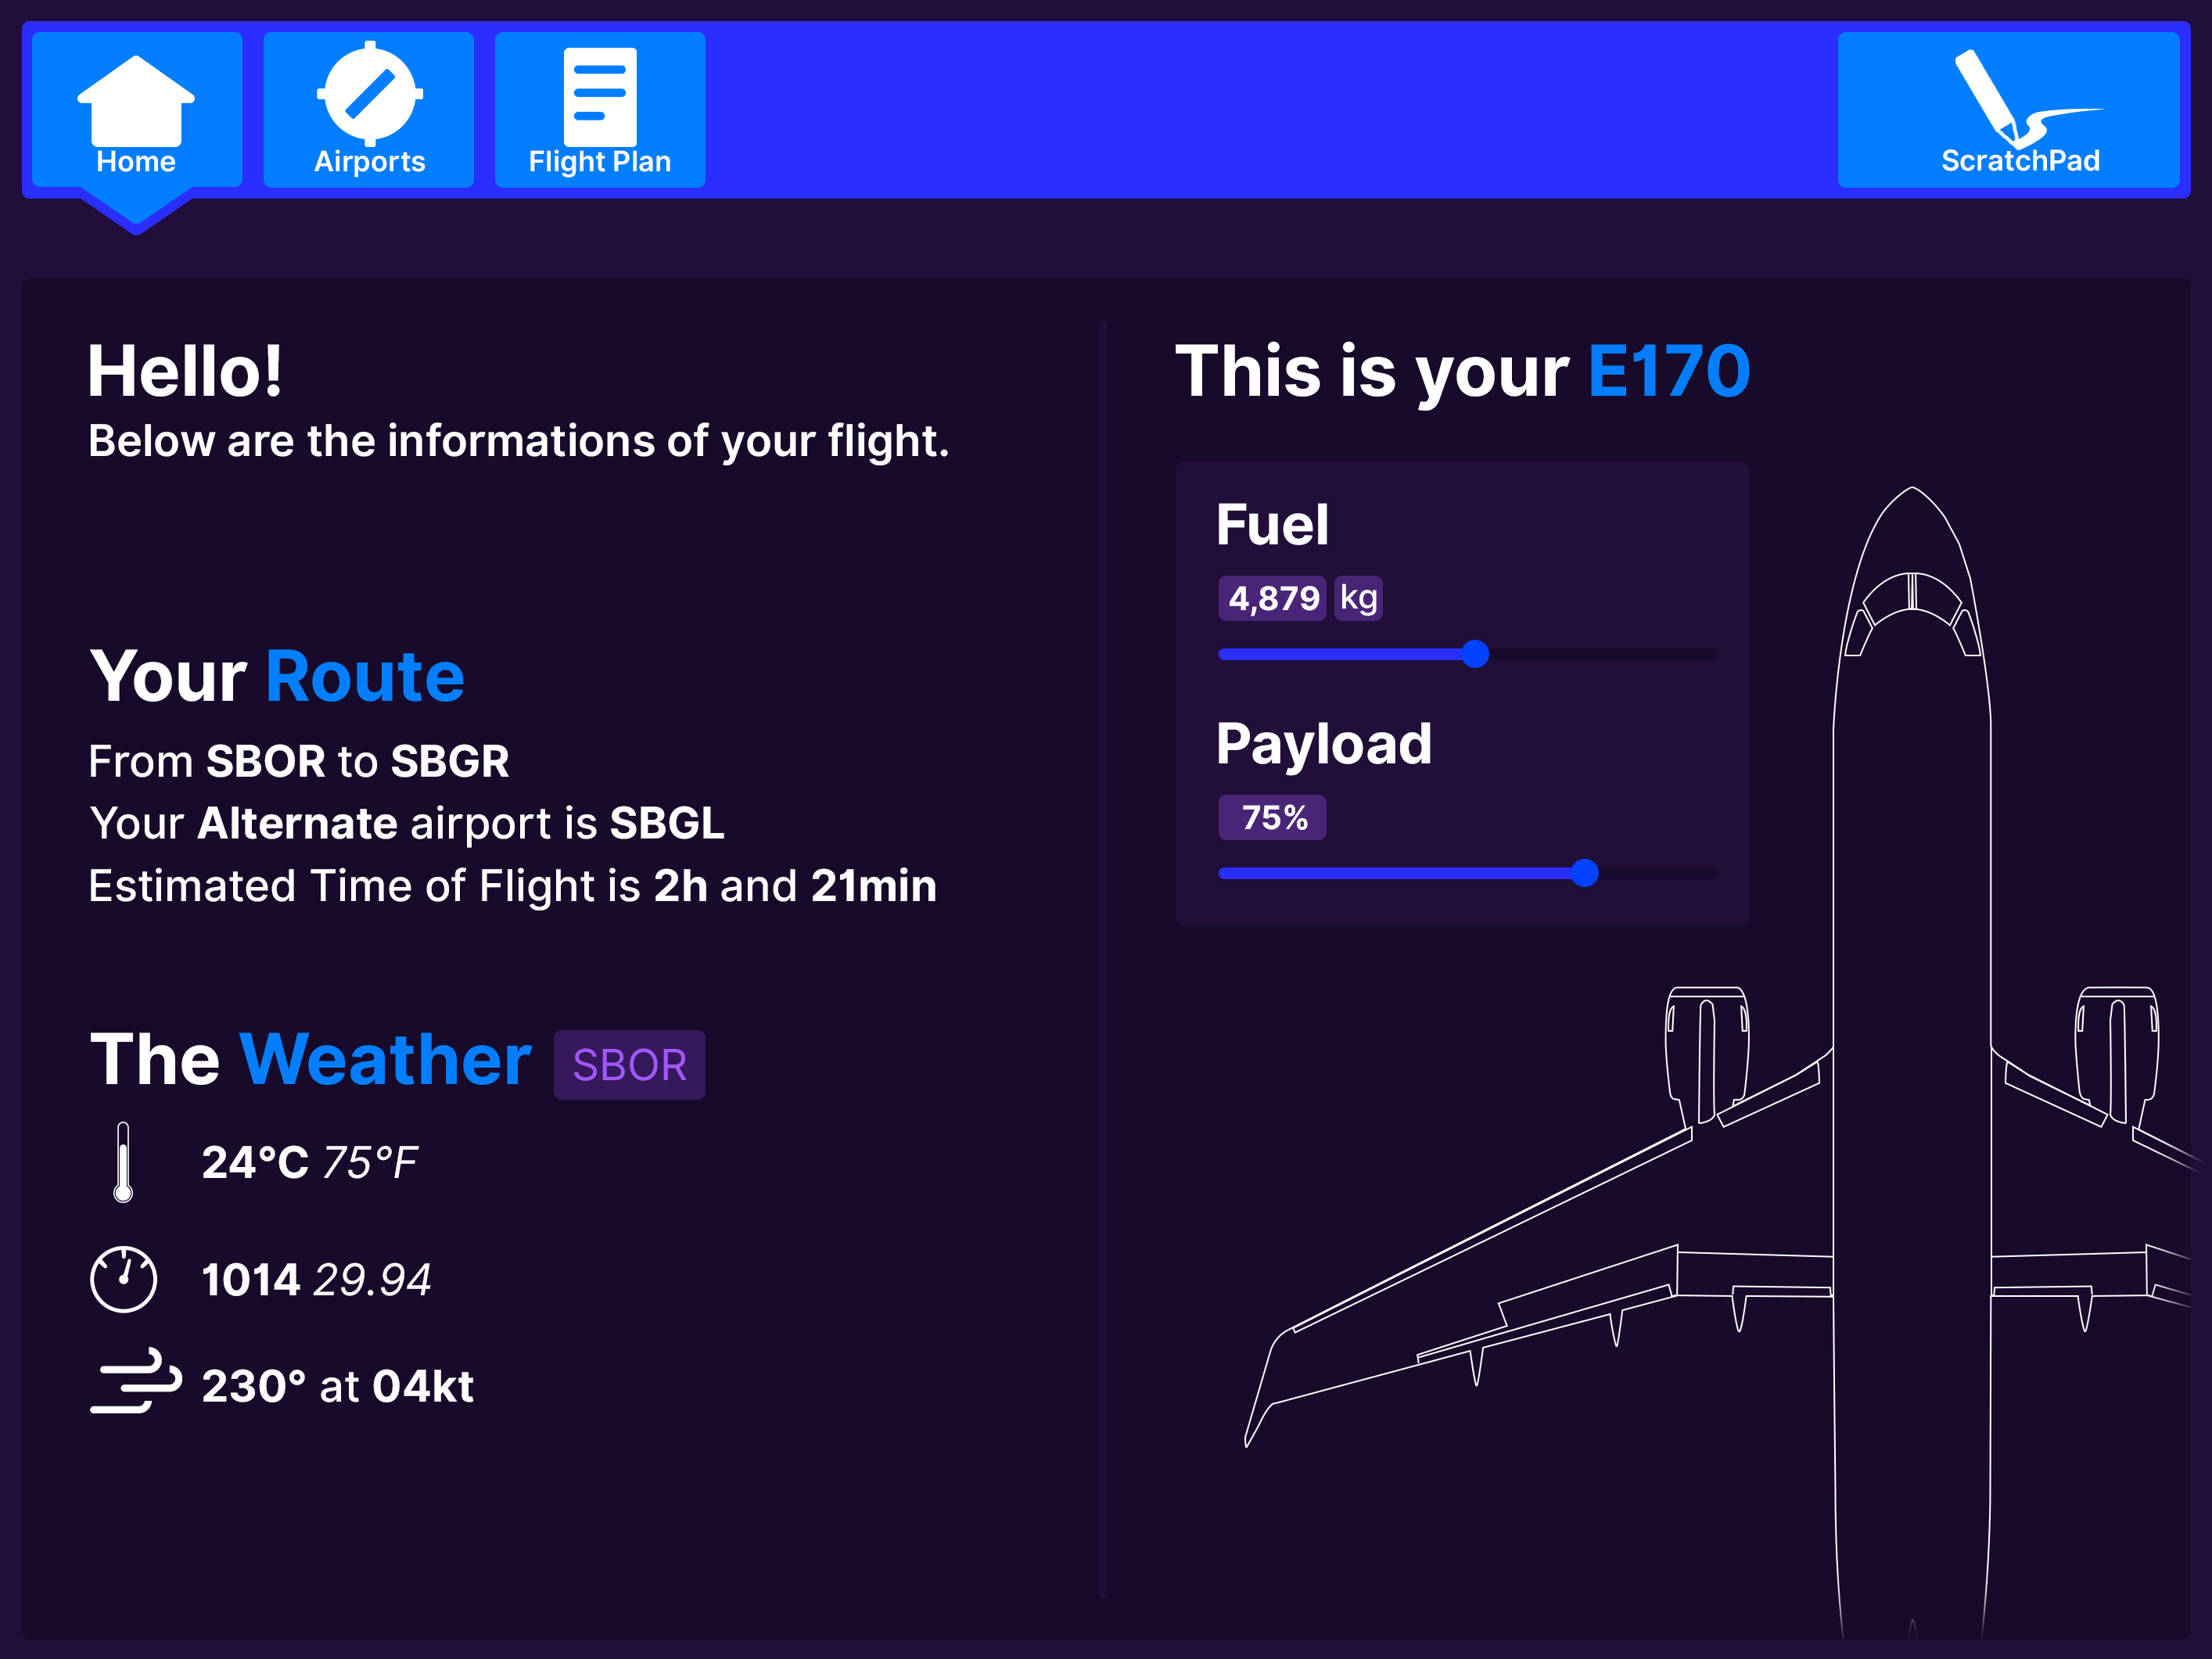 Home
Airports
Flight Plan
ScratchPad
Hello!
Below are the informations of your flight.
Your Route
From SBOR to SBGR
Your Alternate airport is SBGL
Estimated Time of Flight is 2h and 21min
The Weather SBOR
24°C 75°F
1014 29.94
230° at 04kt
This is your E170
Fuel
4,879 kg
Payload
75%